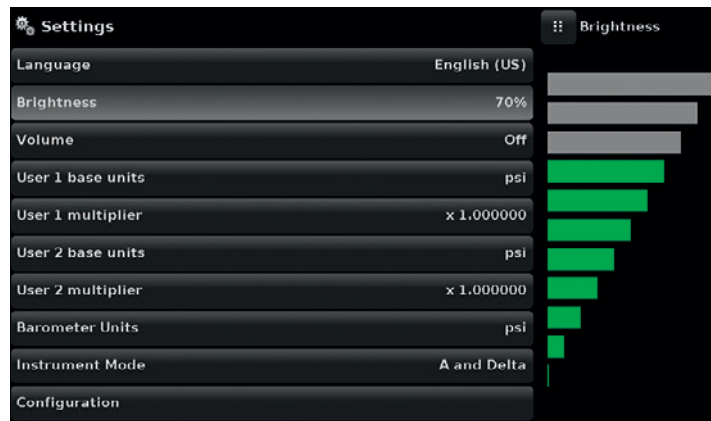 Settings
Brightness
Language English (US)
Brightness 70%
Volume Off
User 1 base units psi
User 1 multiplier x 1.000000
User 2 base units psi
User 2 multiplier x 1.000000
Barometer Units psi
Instrument Mode A and Delta
Configuration